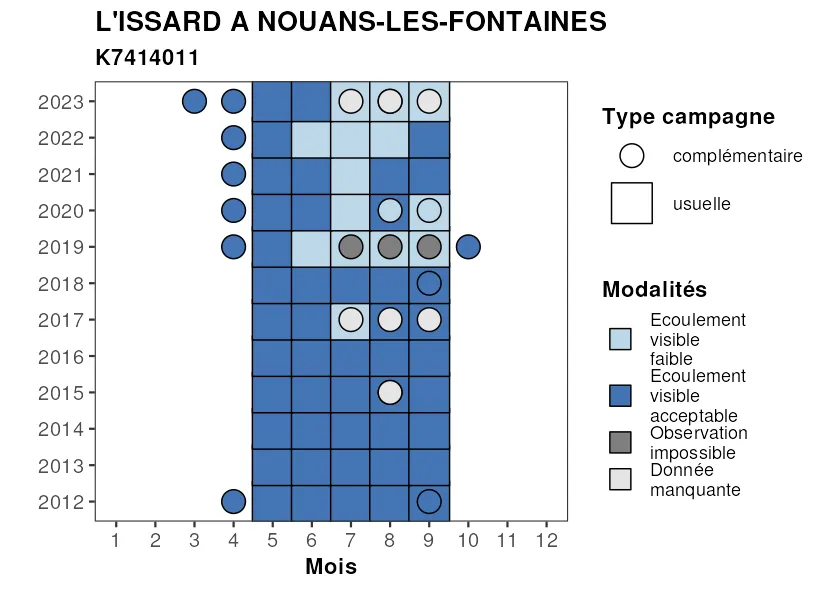 L'ISSARD A NOUANS-LES-FONTAINES
K7414011
2023
2022
2021
2020
2019
2018
2017
2016
2015
2014
2013
2012
1 2 3 4 5 6 7 8 9 10 11 12
Mois
Type campagne
complémentaire
usuelle
Modalités
Ecoulement
visible
faible
Ecoulement
visible
acceptable
Observation
impossible
Donnée
manquante